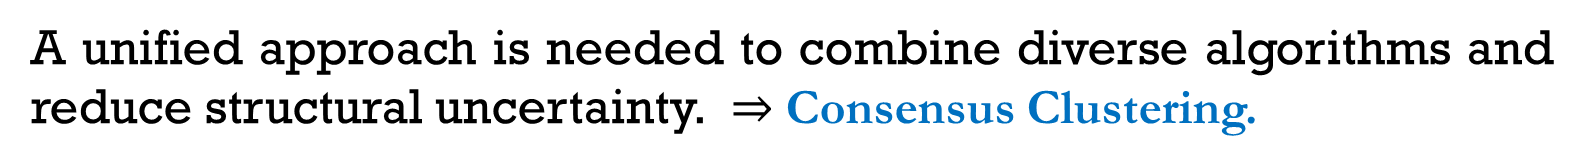 A unified approach is needed to combine diverse algorithms and
reduce structural uncertainty. ⇒ Consensus Clustering.